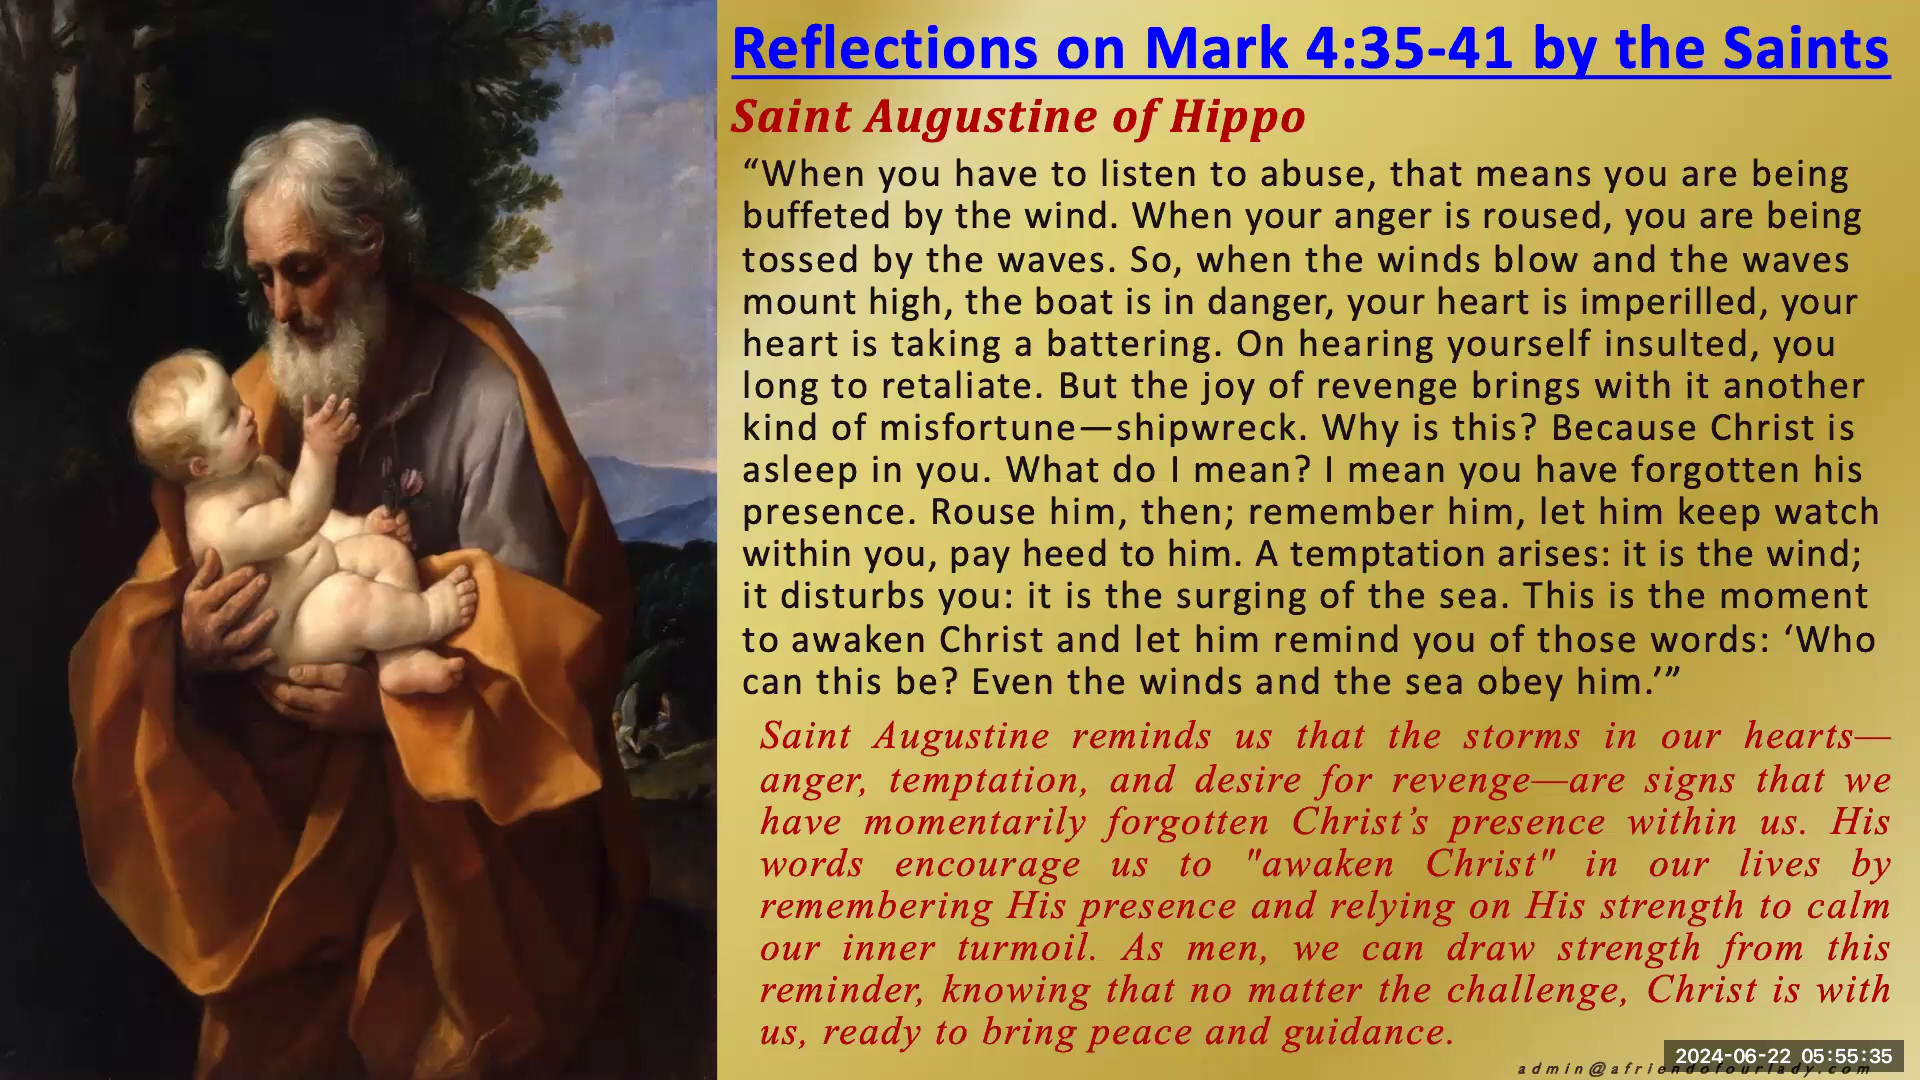 Reflections on Mark 4:35-41 by the Saints
Saint Augustine of Hippo
“When you have to listen to abuse, that means you are being
buffeted by the wind. When your anger is roused, you are being
tossed by the waves. So, when the winds blow and the waves
mount high, the boat is in danger, your heart is imperilled, your
heart is taking a battering. On hearing yourself insulted, you
long to retaliate. But the joy of revenge brings with it another
kind of misfortune—shipwreck. Why is this? Because Christ is
asleep in you. What do I mean? I mean you have forgotten his
presence. Rouse him, then; remember him, let him keep watch
within you, pay heed to him. A temptation arises: it is the wind;
it disturbs you: it is the surging of the sea. This is the moment
to awaken Christ and let him remind you of those words: ‘Who
can this be? Even the winds and the sea obey him.’”
Saint Augustine reminds us that the storms in our hearts—
anger, temptation, and desire for revenge—are signs that we
have momentarily forgotten Christ’s presence within us. His
words encourage us to "awaken Christ" in our lives by
remembering His presence and relying on His strength to calm
our inner turmoil. As men, we can draw strength from this
reminder, knowing that no matter the challenge, Christ is with
us, ready to bring peace and guidance.
2024-06-22 05:55:35
admin@afriendofourlady.com